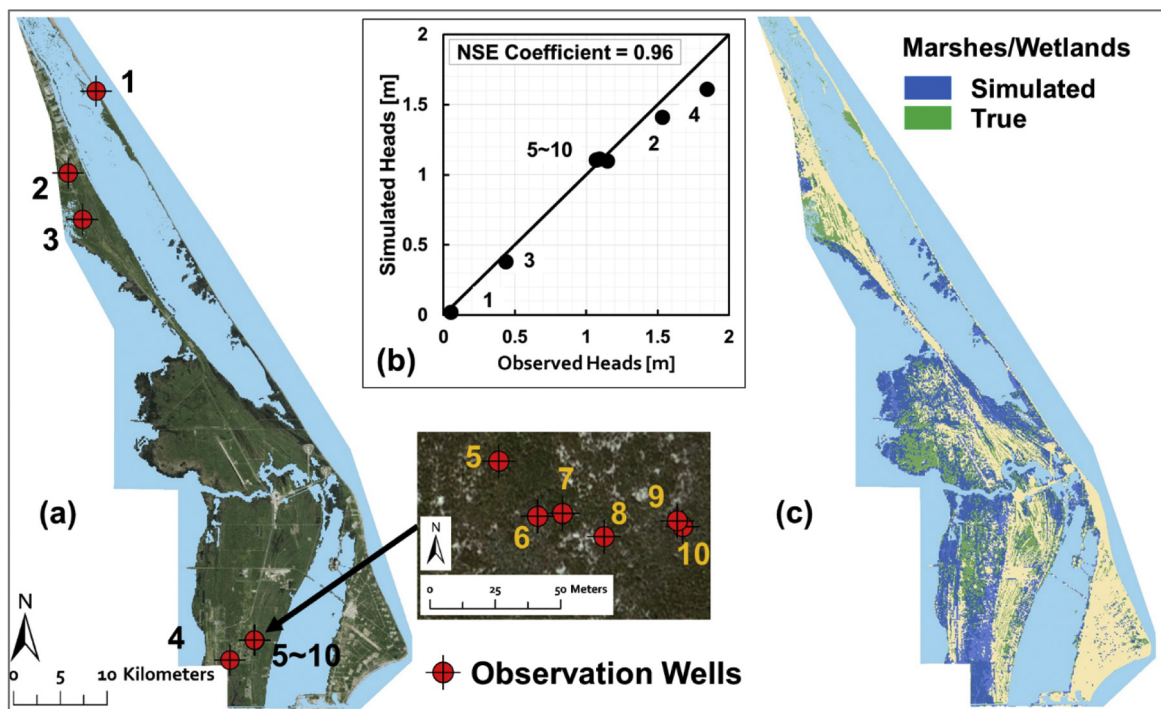 (a)
1
2
3
4
5~10
N
0 5 10 Kilometers
2
1.5
1
0.5
0
0.5
1
1.5
2
NSE Coefficient = 0.96
4
2
5~10
3
1
Simulated Heads [m]
Observed Heads [m]
(b)
5
6
7
8
9
10
N
0 25 50 Meters
Observation Wells
Marshes/Wetlands
Simulated
True
(c)